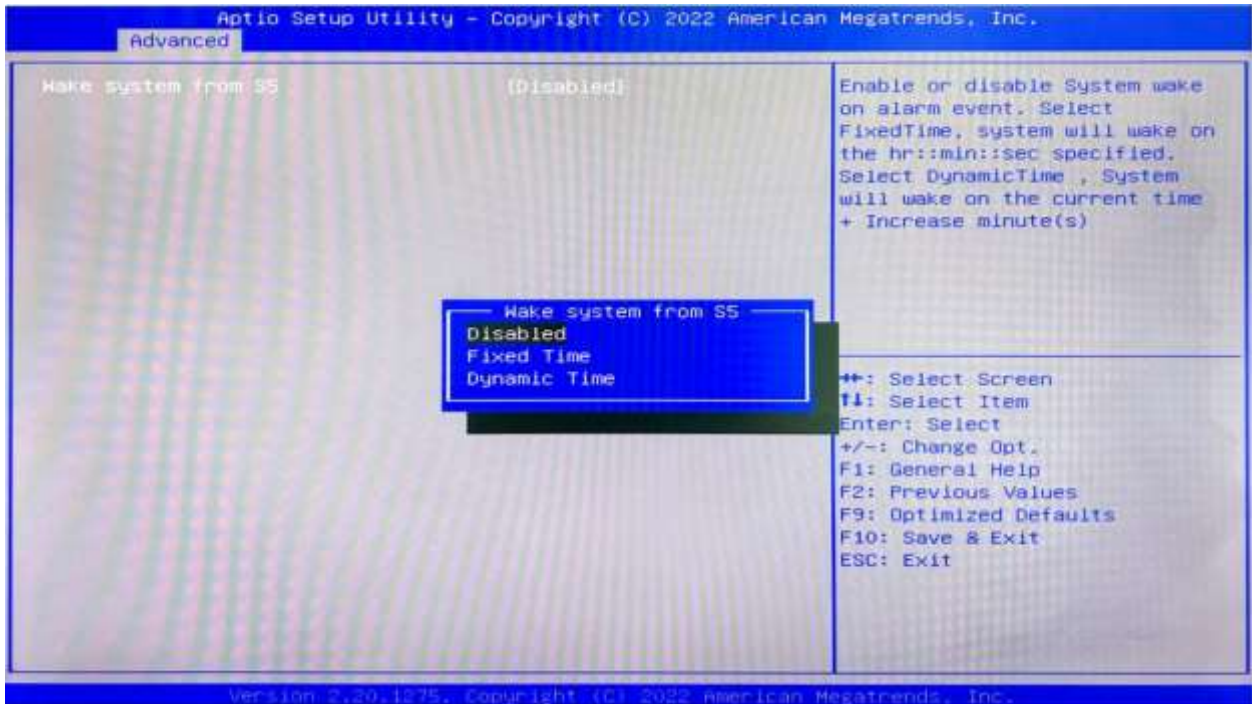 Aptio Setup Utility – Copyright (C) 2022 American Megatrends, Inc.
Advanced
Wake system from S5 [Disabled]
Enable or disable System wake
on alarm event. Select
FixedTime, system will wake on
the hr::min::sec specified.
Select DynamicTime , System
will wake on the current time
+ Increase minute(s)
Wake system from S5
Disabled
Fixed Time
Dynamic Time
→←: Select Screen
↑↓: Select Item
Enter: Select
+/-: Change Opt.
F1: General Help
F2: Previous Values
F9: Optimized Defaults
F10: Save & Exit
ESC: Exit
Version 2.20.1275. Copyright (C) 2022 American Megatrends, Inc.